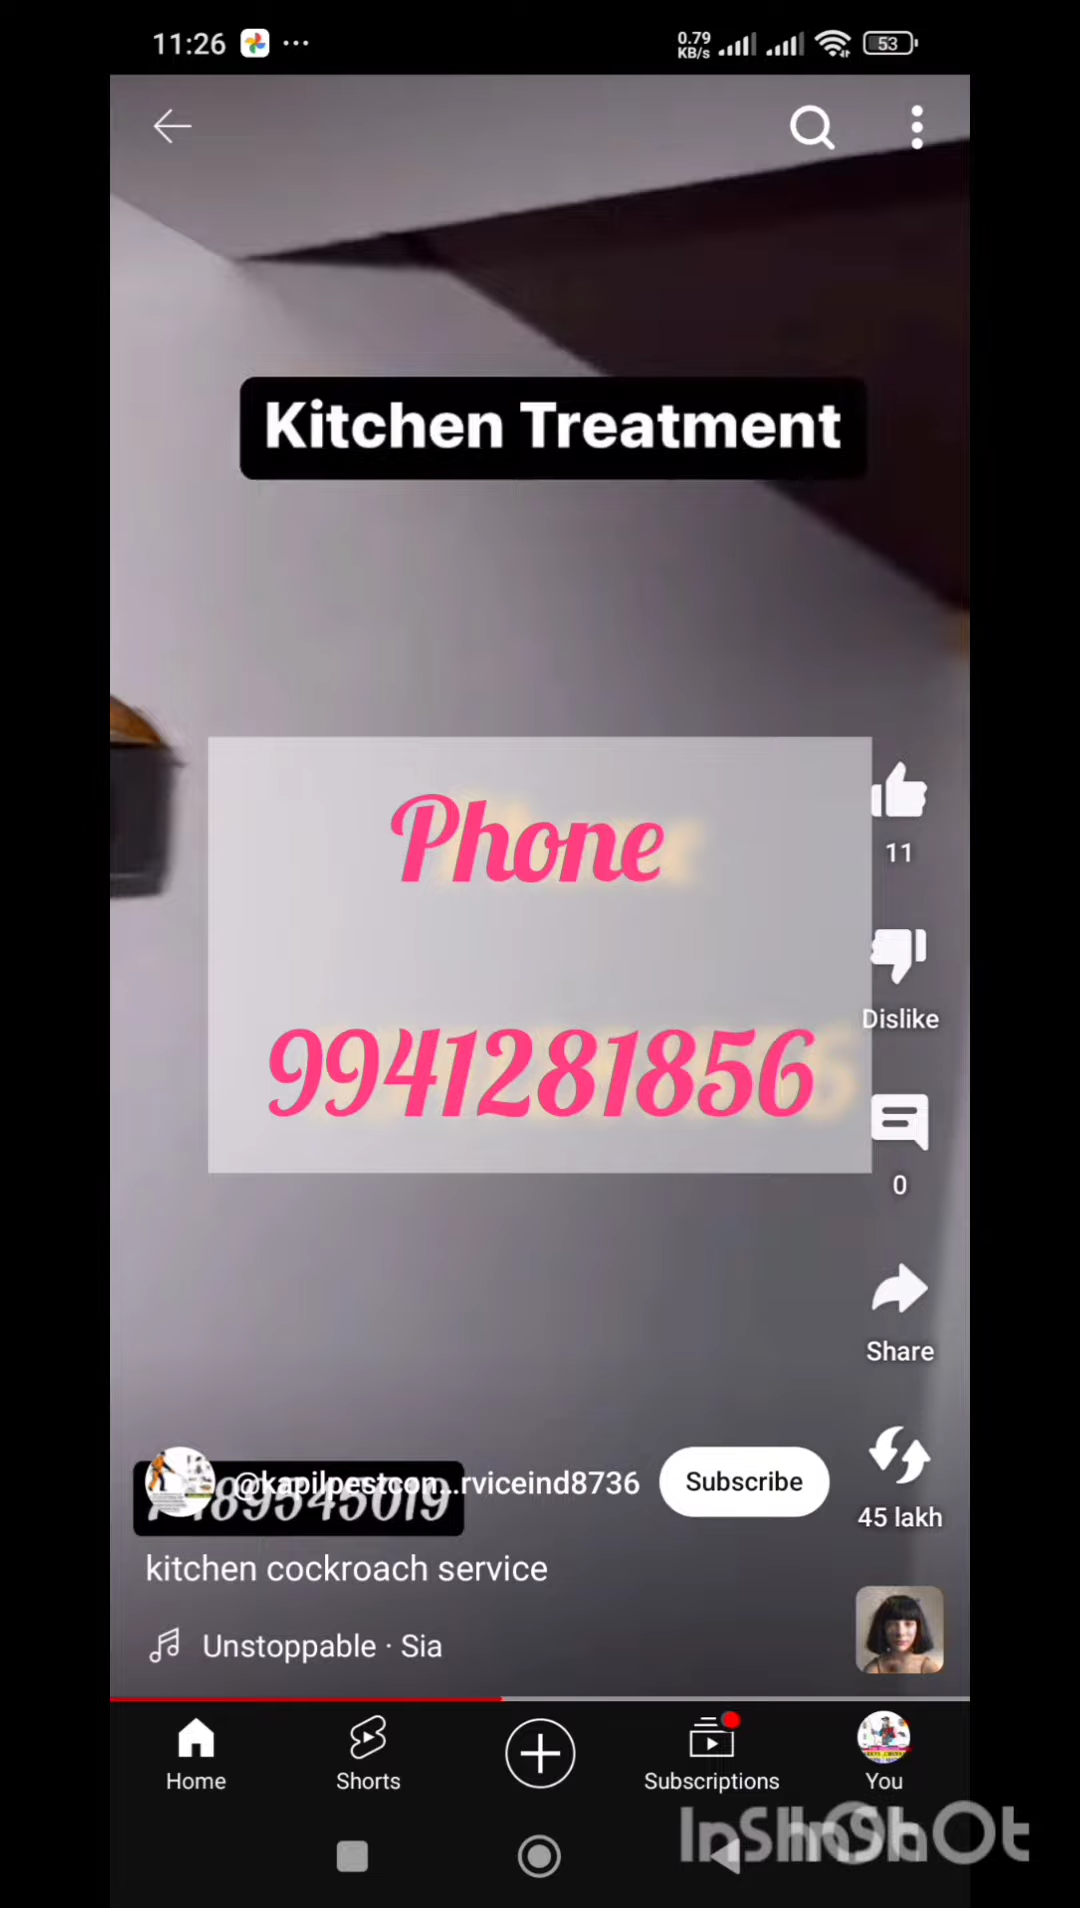 11:26
0.79
KB/s
53
Kitchen Treatment
Phone
9941281856
11
Dislike
0
Share
@kapilpestcon...rviceind8736
Subscribe
45 lakh
kitchen cockroach service
Unstoppable · Sia
Home
Shorts
Subscriptions
You
InShot